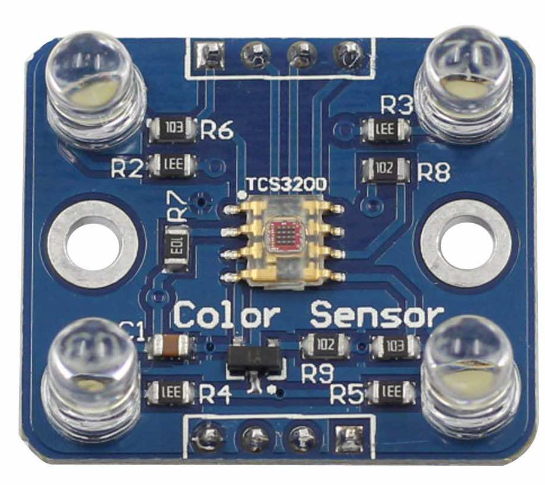 R3
103 R6
LEE
R2 LEE
102 R8
TCS3200
R7
103
Color Sensor
C1
102
103
R9
LEE R4
R5 LEE